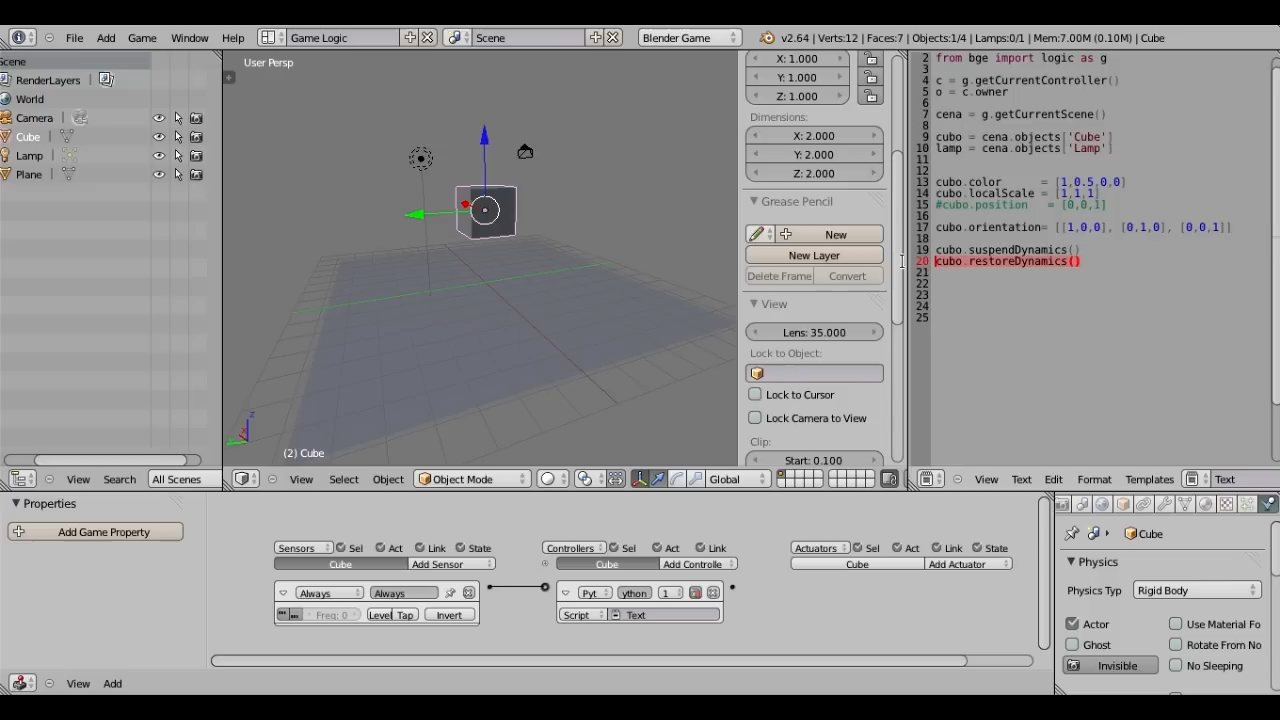 File Add Game Window Help Game Logic Scene Blender Game v2.64 | Verts:12 | Faces:7 | Objects:1/4 | Lamps:0/1 | Mem:7.00M (0.10M) | Cube
Scene
RenderLayers
World
Camera
Cube
Lamp
Plane
View Search All Scenes
User Persp
(2) Cube
View Select Object Object Mode Global
X: 1.000
Y: 1.000
Z: 1.000
Dimensions:
X: 2.000
Y: 2.000
Z: 2.000
Grease Pencil
New
New Layer
Delete Frame Convert
View
Lens: 35.000
Lock to Object:
Lock to Cursor
Lock Camera to View
Clip:
Start: 0.100
2 from bge import logic as g
3
4 c = g.getCurrentController()
5 o = c.owner
6
7 cena = g.getCurrentScene()
8
9 cubo = cena.objects['Cube']
10 lamp = cena.objects['Lamp']
11
12
13 cubo.color = [1,0.5,0,0]
14 cubo.localScale = [1,1,1]
15 #cubo.position = [0,0,1]
16
17 cubo.orientation= [[1,0,0], [0,1,0], [0,0,1]]
18
19 cubo.suspendDynamics()
20 cubo.restoreDynamics()
21
22
23
24
25
View Text Edit Format Templates Text
Properties
Add Game Property
Sensors Sel Act Link State
Cube Add Sensor
Always Always
Freq: 0 Level Tap Invert
Controllers Sel Act Link
Cube Add Controlle
Pyt ython 1
Script Text
Actuators Sel Act Link State
Cube Add Actuator
View Add
Cube
Physics
Physics Typ Rigid Body
Actor Use Material Fo
Ghost Rotate From No
Invisible No Sleeping